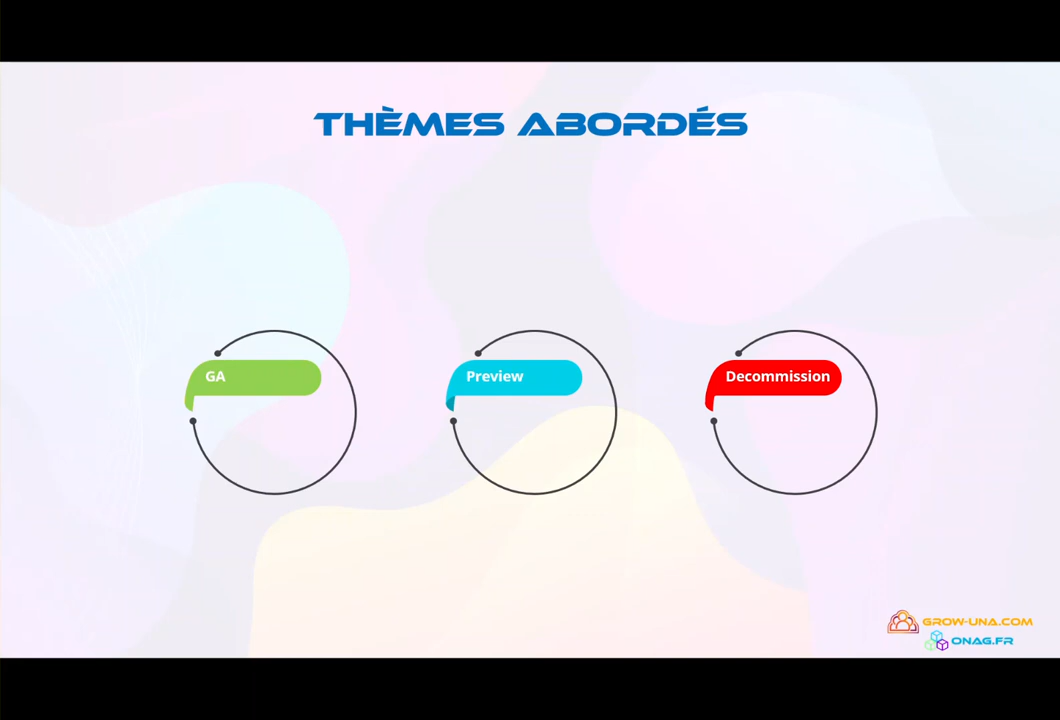 THÈMES ABORDÉS
GA
Preview
Decommission
GROW-UNA.COM
ONAG.FR